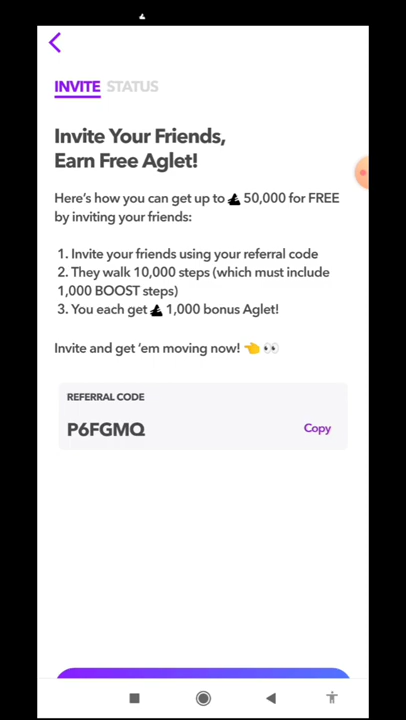 INVITE STATUS
Invite Your Friends,
Earn Free Aglet!
Here's how you can get up to 50,000 for FREE
by inviting your friends:
1. Invite your friends using your referral code
2. They walk 10,000 steps (which must include
1,000 BOOST steps)
3. You each get 1,000 bonus Aglet!
Invite and get 'em moving now! 👈 👀
REFERRAL CODE
P6FGMQ Copy